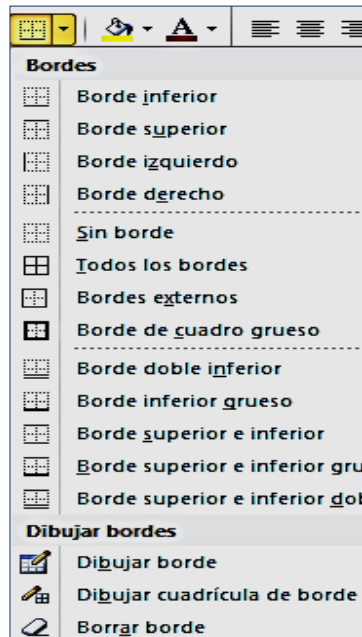 A
Bordes
Borde inferior
Borde superior
Borde izquierdo
Borde derecho
Sin borde
Todos los bordes
Bordes externos
Borde de cuadro grueso
Borde doble inferior
Borde inferior grueso
Borde superior e inferior
Borde superior e inferior gru
Borde superior e inferior dob
Dibujar bordes
Dibujar borde
Dibujar cuadrícula de borde
Borrar borde